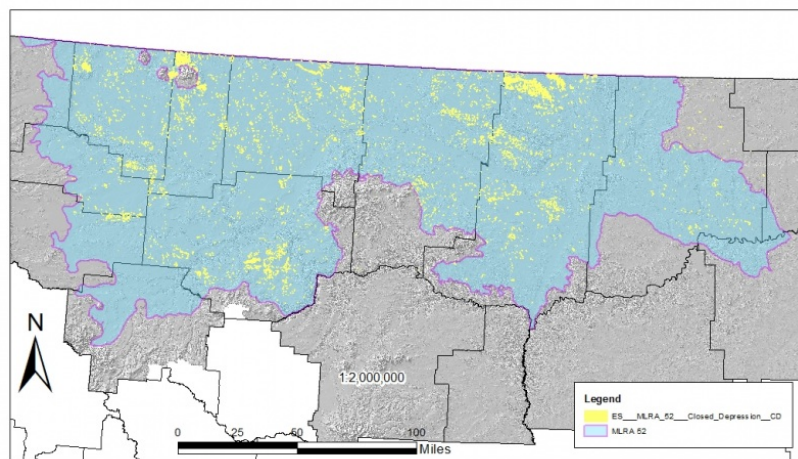 N
1:2,000,000
0 25 50 100
Miles
Legend
ES___MLRA_52___Closed_Depression__CD
MLRA 52